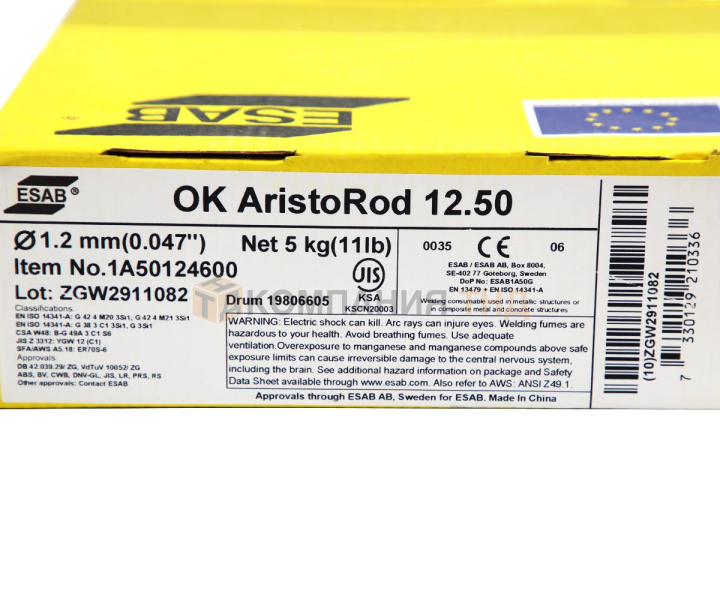 ESAB
ESAB®
OK AristoRod 12.50
Ø1.2 mm(0.047")
Net 5 kg(11lb)
Item No.1A50124600
Lot: ZGW2911082
Drum 19806605
JIS
KSA
KSCN20003
0035 CE 06
ESAB / ESAB AB, Box 8004,
SE-402 77 Goteborg, Sweden
DoP No: ESAB1A50G
EN 13479 + EN ISO 14341-A
Welding consumable used in metallic structures or
in composite metal and concrete structures
Classifications
EN ISO 14341-A: G 42 4 M20 3Si1, G 42 4 M21 3Si1
EN ISO 14341-A: G 38 3 C1 3Si1, G 3Si1
CSA W48: B-G 49A 3 C1 S6
JIS Z 3312: YGW 12 (C1)
SFA/AWS A5.18: ER70S-6
Approvals
DB 42.039.29/ ZG, VdTuV 10052/ ZG
ABS, BV, CWB, DNV-GL, JIS, LR, PRS, RS
Other approvals: Contact ESAB
WARNING: Electric shock can kill. Arc rays can injure eyes. Welding fumes are
hazardous to health. Avoid breathing fumes. Use adequate
ventilation.Overexposure to manganese and manganese compounds above safe
exposure limits can cause irreversible damage to the central nervous system,
including the brain. See additional hazard information on package and Safety
Data Sheet available through www.esab.com. Also refer to AWS: ANSI Z49.1.
Approvals through ESAB AB, Sweden for ESAB. Made In China
(10)ZGW2911082
7 330129 210336
КОМПАНИЯ